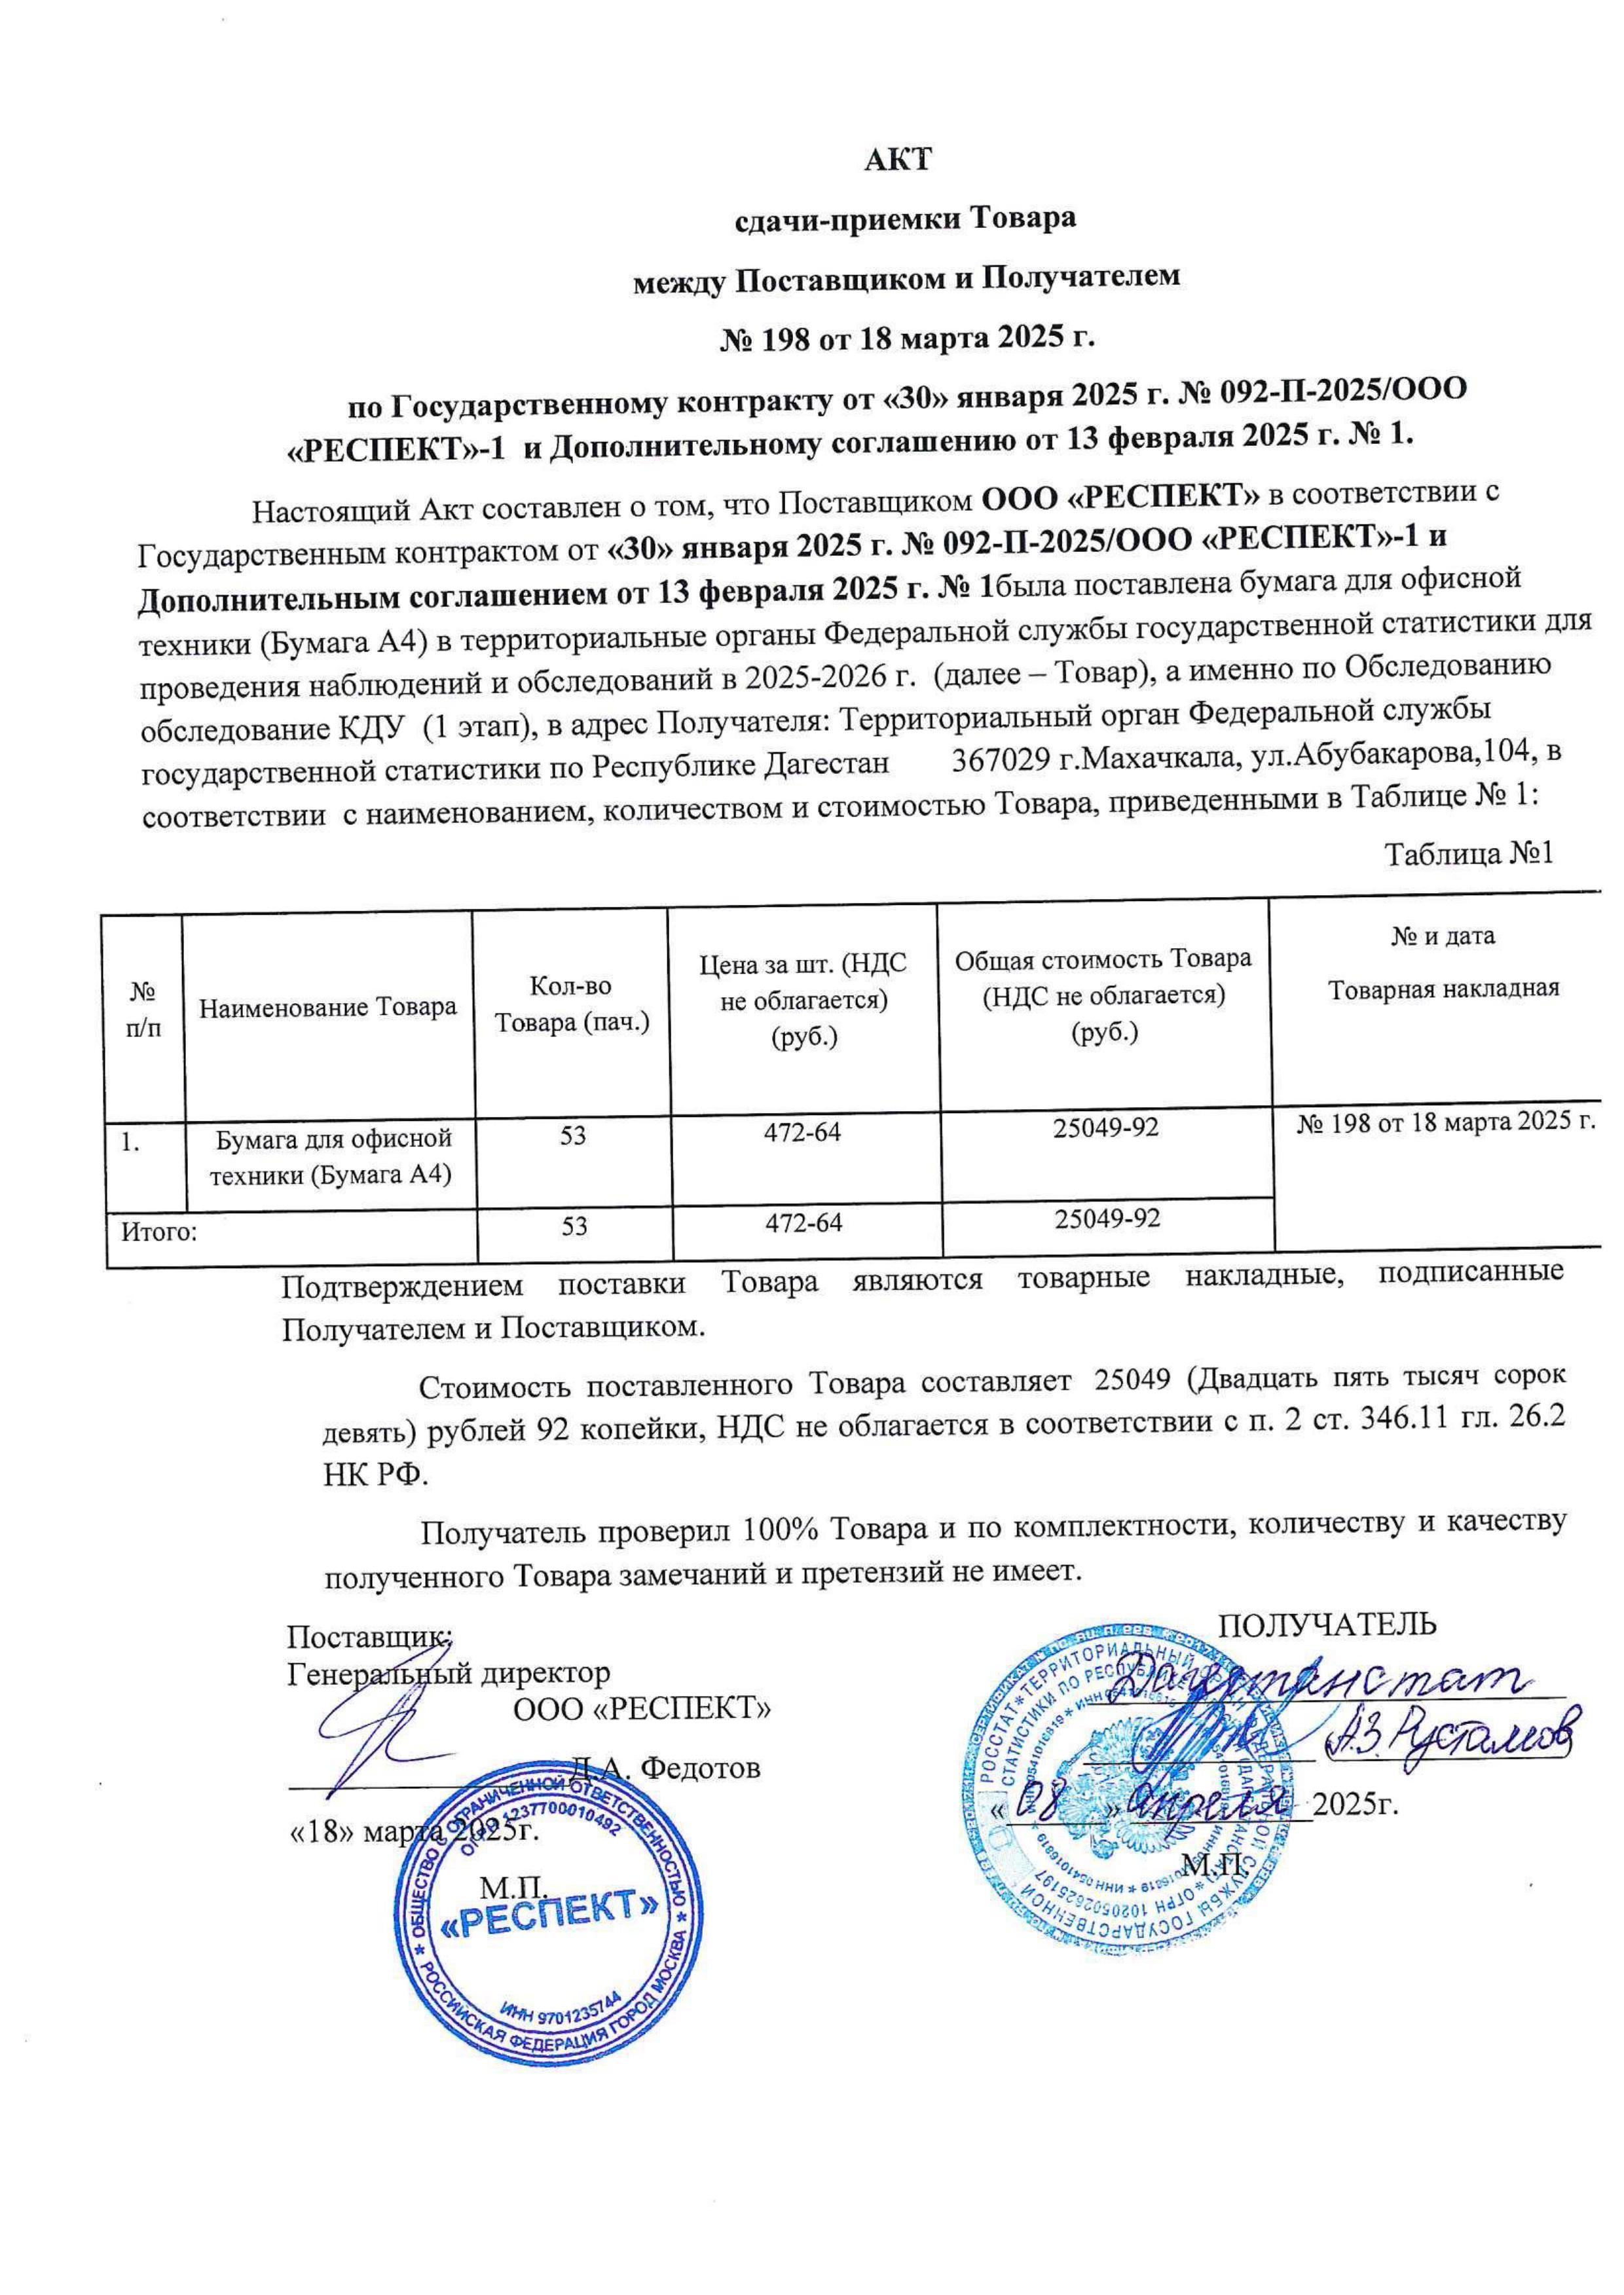 АКТ
сдачи-приемки Товара
между Поставщиком и Получателем
№ 198 от 18 марта 2025 г.
по Государственному контракту от «30» января 2025 г. № 092-П-2025/ООО
«РЕСПЕКТ»-1 и Дополнительному соглашению от 13 февраля 2025 г. № 1.
Настоящий Акт составлен о том, что Поставщиком ООО «РЕСПЕКТ» в соответствии с
Государственным контрактом от «30» января 2025 г. № 092-П-2025/ООО «РЕСПЕКТ»-1 и
Дополнительным соглашением от 13 февраля 2025 г. № 1была поставлена бумага для офисной
техники (Бумага А4) в территориальные органы Федеральной службы государственной статистики для
проведения наблюдений и обследований в 2025-2026 г. (далее – Товар), а именно по Обследованию
обследование КДУ (1 этап), в адрес Получателя: Территориальный орган Федеральной службы
государственной статистики по Республике Дагестан 367029 г.Махачкала, ул.Абубакарова,104, в
соответствии с наименованием, количеством и стоимостью Товара, приведенными в Таблице № 1:
Таблица №1
№ п/п
Наименование Товара
Кол-во
Товара (пач.)
Цена за шт. (НДС
не облагается)
(руб.)
Общая стоимость Товара
(НДС не облагается)
(руб.)
№ и дата
Товарная накладная
1.
Бумага для офисной
техники (Бумага А4)
53
472-64
25049-92
№ 198 от 18 марта 2025 г.
Итого:
53
472-64
25049-92
Подтверждением поставки Товара являются товарные накладные, подписанные
Получателем и Поставщиком.
Стоимость поставленного Товара составляет 25049 (Двадцать пять тысяч сорок
девять) рублей 92 копейки, НДС не облагается в соответствии с п. 2 ст. 346.11 гл. 26.2
НК РФ.
Получатель проверил 100% Товара и по комплектности, количеству и качеству
полученного Товара замечаний и претензий не имеет.
Поставщик:
Генеральный директор
ООО «РЕСПЕКТ»
Д.А. Федотов
«18» марта 2025г.
М.П.
ОБЩЕСТВО С ОГРАНИЧЕННОЙ ОТВЕТСТВЕННОСТЬЮ
ОГРН 1237700010492
«РЕСПЕКТ»
ИНН 9701235744
РОССИЙСКАЯ ФЕДЕРАЦИЯ ГОРОД МОСКВА
ПОЛУЧАТЕЛЬ
Дагестанстат
А.З. Рустамов
«08» апреля 2025г.
М.П.
ОГРН 1020502625197
ИНН 0541016819